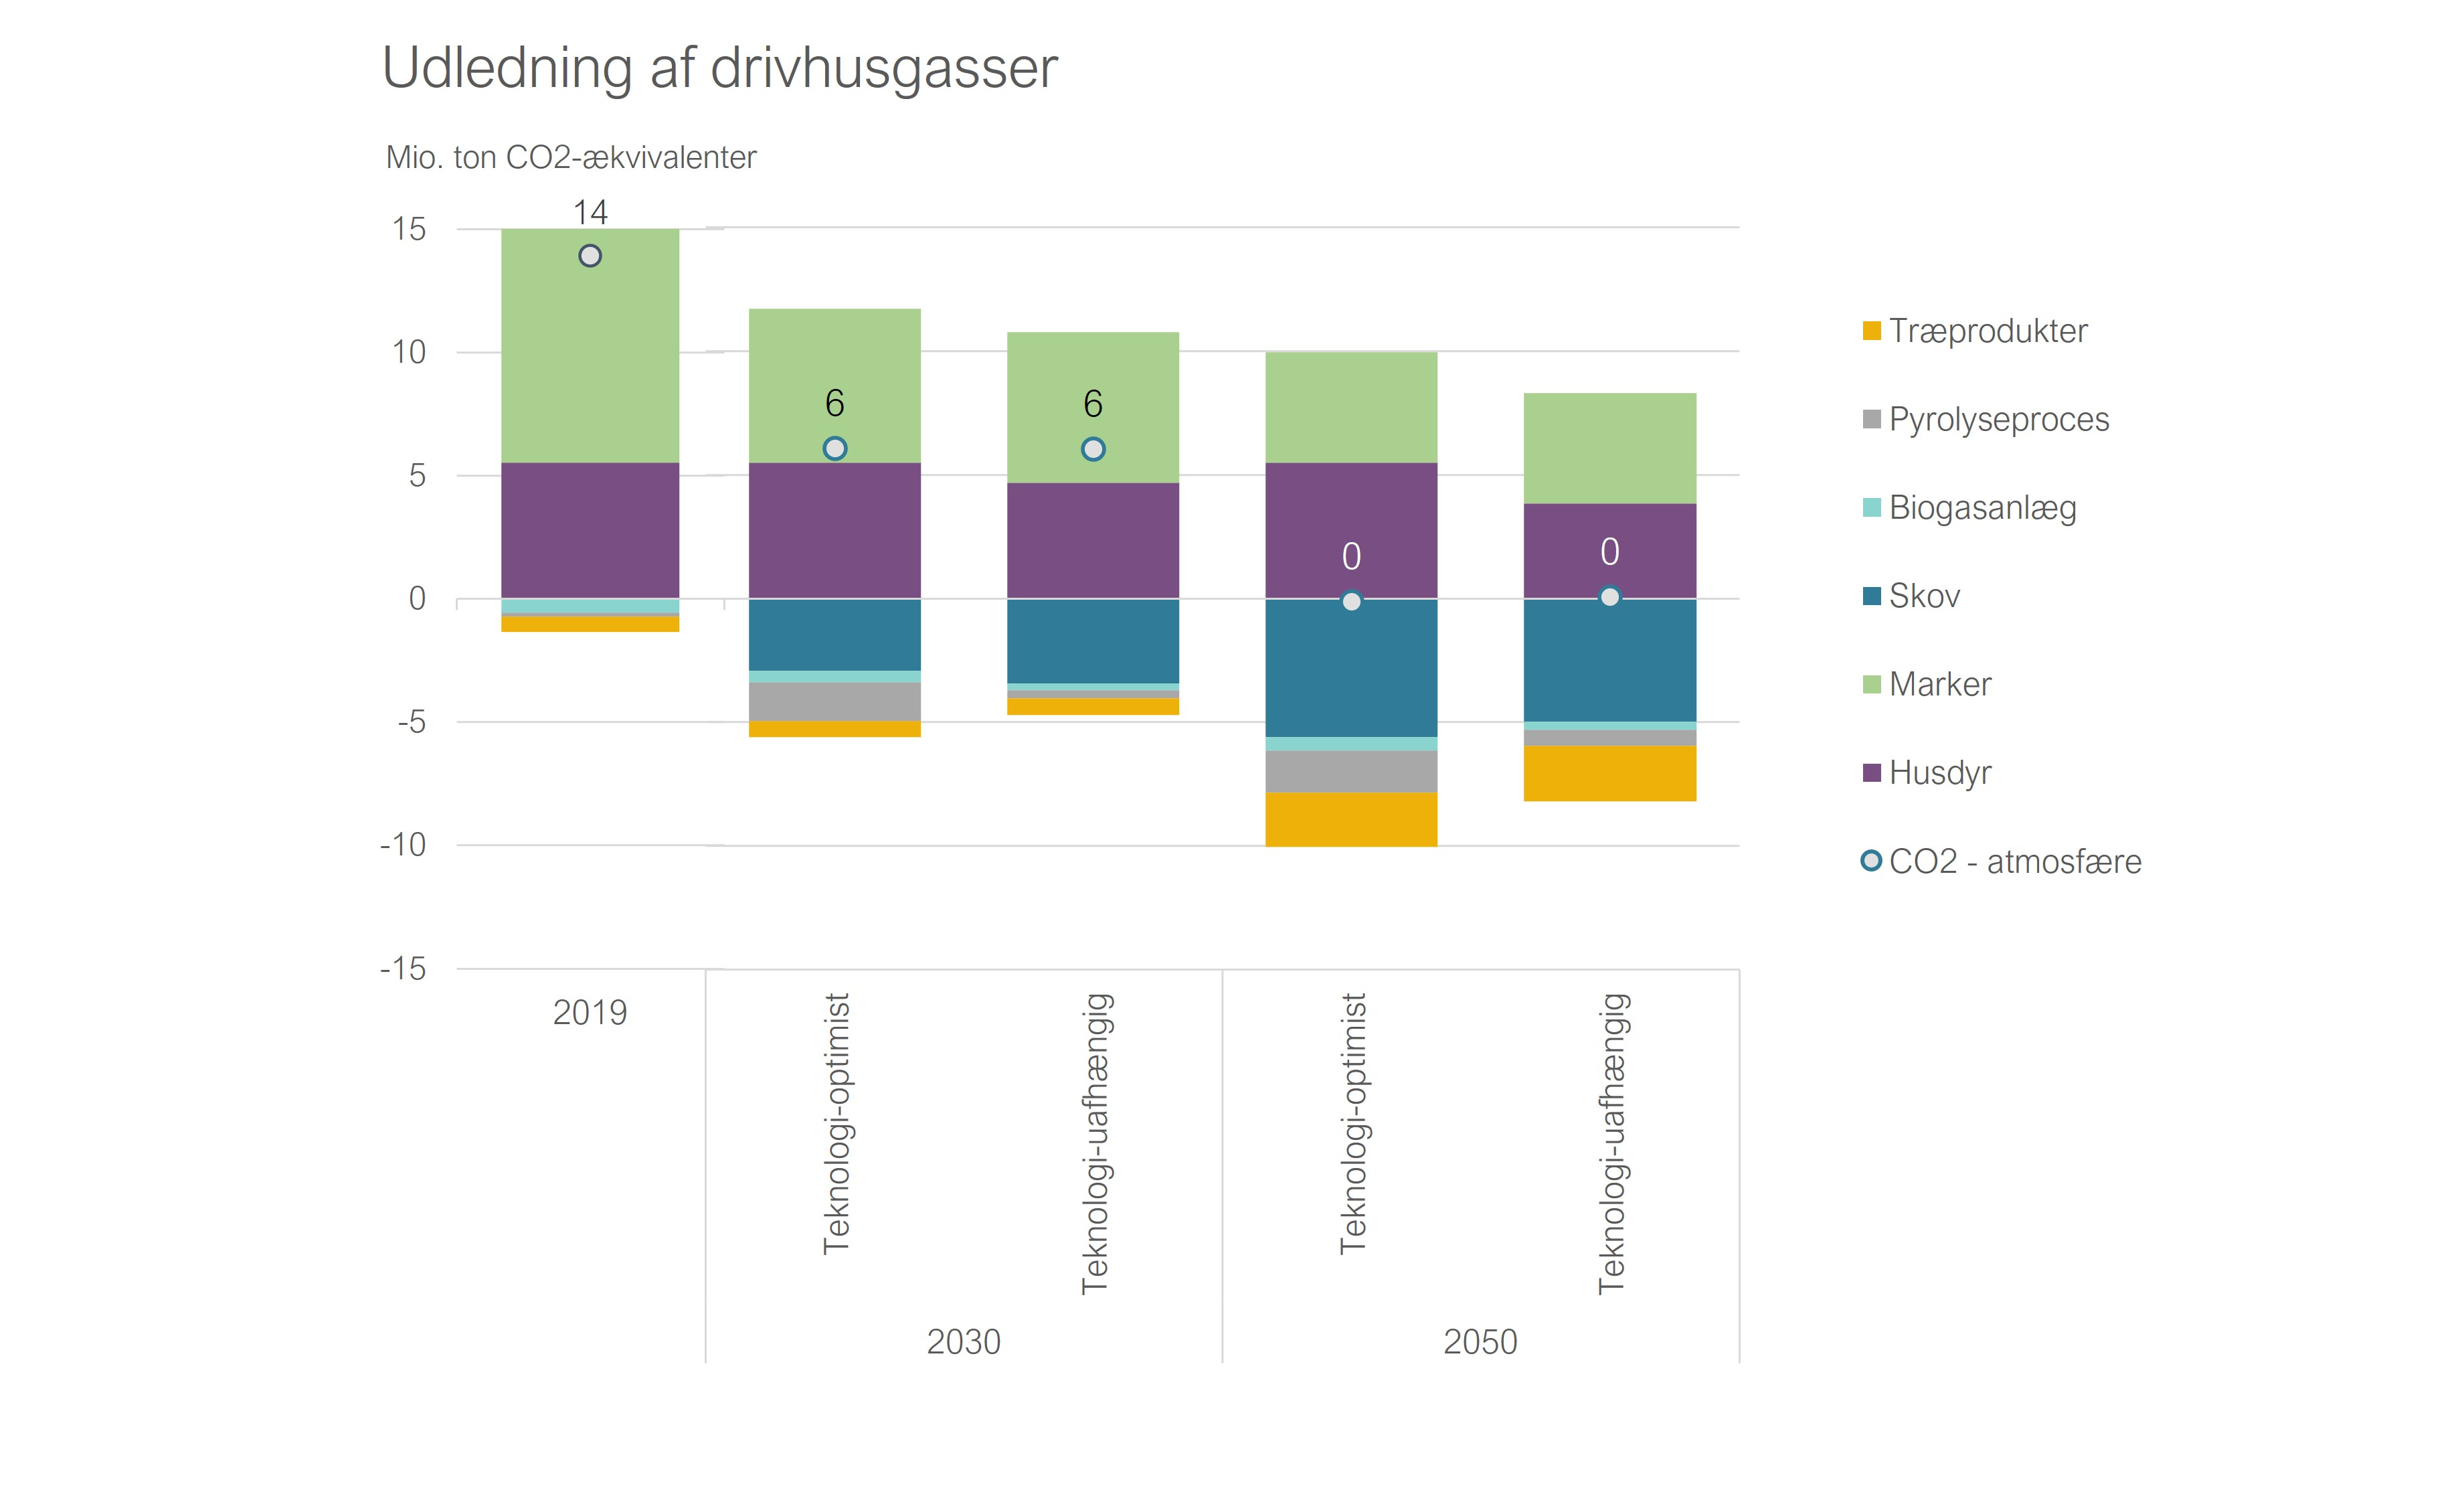 Udledning af drivhusgasser
Mio. ton CO2-ækvivalenter
15
10
5
0
-5
-10
-15
14
6
6
0
0
2019
Teknologi-optimist
Teknologi-uafhængig
Teknologi-optimist
Teknologi-uafhængig
2030
2050
Træprodukter
Pyrolyseproces
Biogasanlæg
Skov
Marker
Husdyr
CO2 - atmosfære